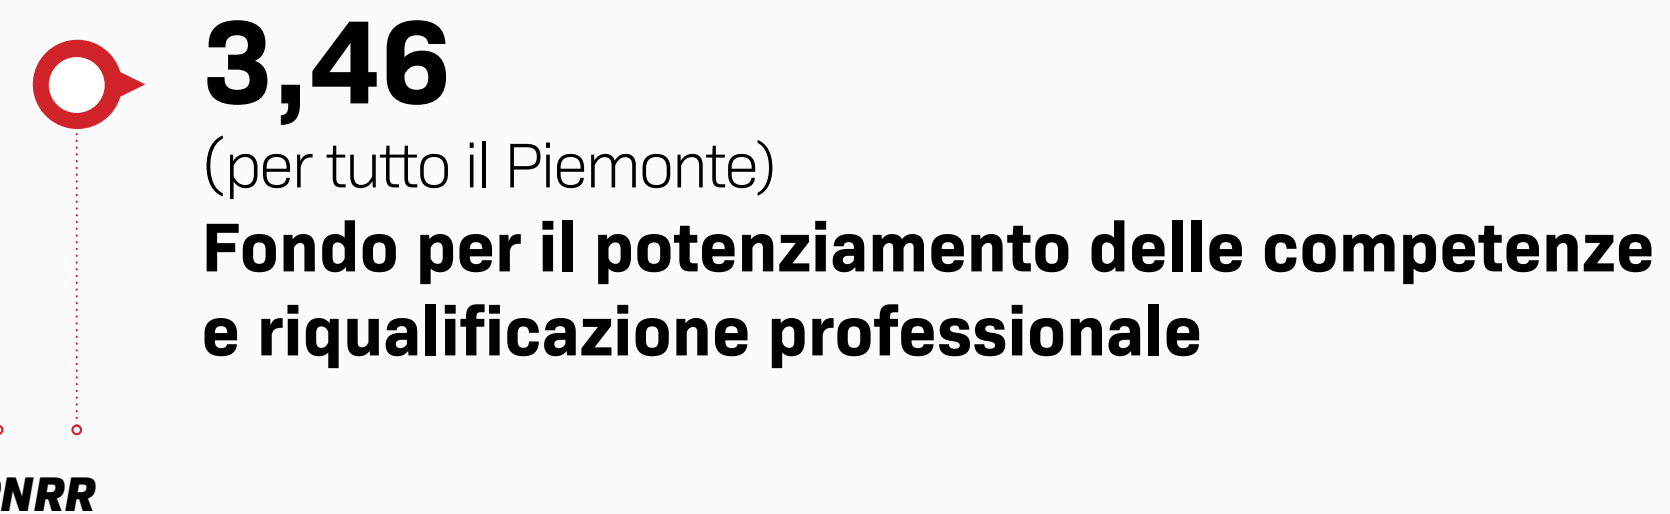 3,46
(per tutto il Piemonte)
Fondo per il potenziamento delle competenze
e riqualificazione professionale
NRR